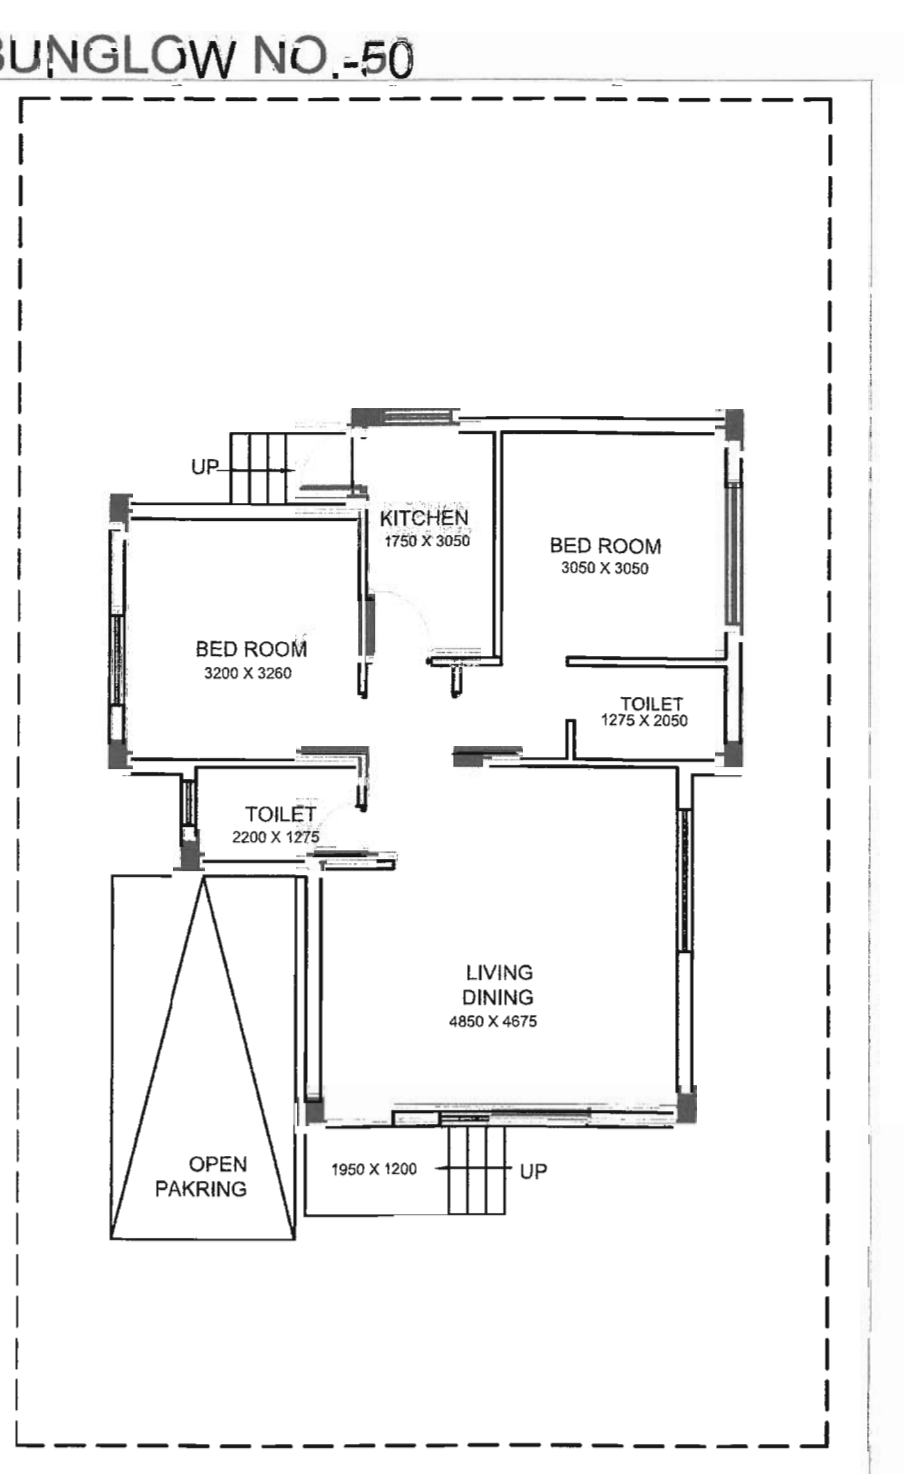 BUNGLOW NO.-50
UP
KITCHEN
1750 X 3050
BED ROOM
3050 X 3050
BED ROOM
3200 X 3260
TOILET
1275 X 2050
TOILET
2200 X 1275
LIVING
DINING
4850 X 4675
OPEN
PAKRING
1950 X 1200
UP